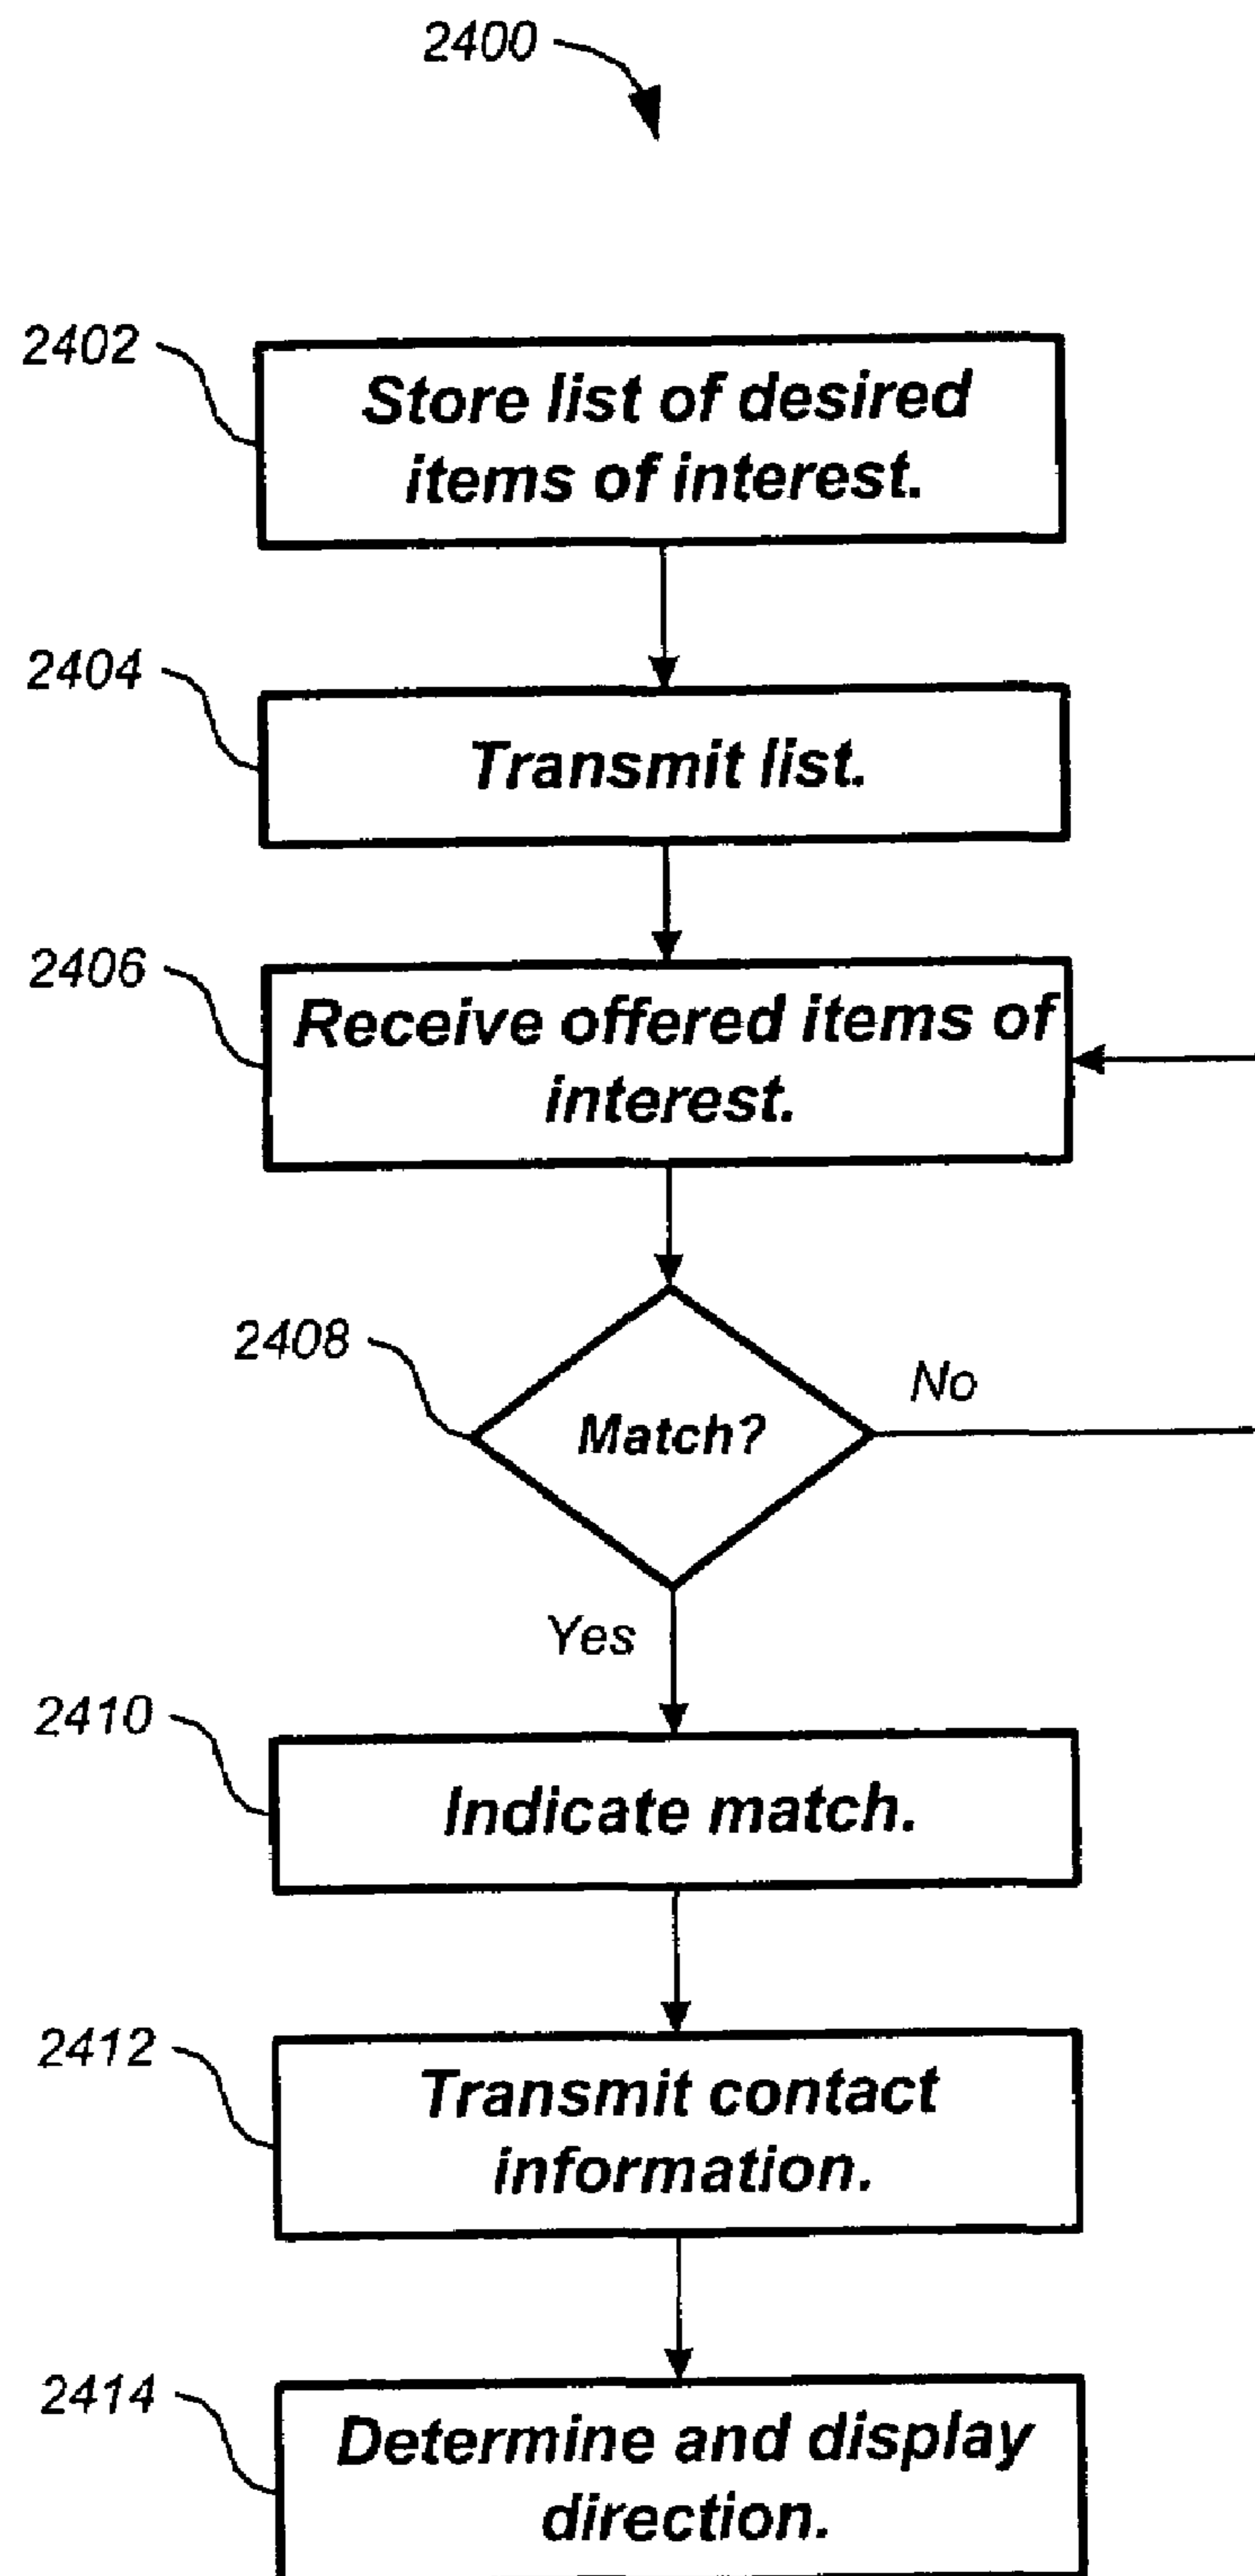 2400
2402
Store list of desired
items of interest.
2404
Transmit list.
2406
Receive offered items of
interest.
2408
Match?
No
Yes
2410
Indicate match.
2412
Transmit contact
information.
2414
Determine and display
direction.